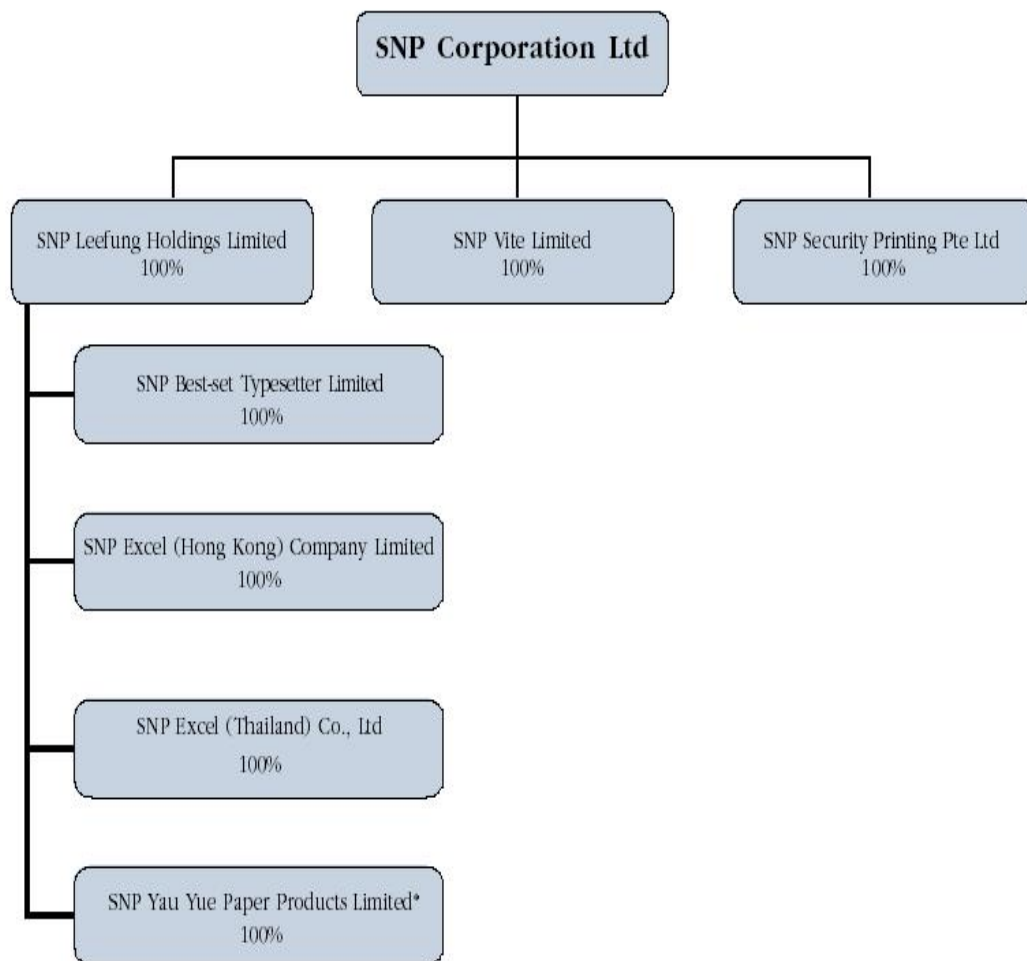 SNP Corporation Ltd
SNP Leefung Holdings Limited
100%
SNP Vite Limited
100%
SNP Security Printing Pte Ltd
100%
SNP Best-set Typesetter Limited
100%
SNP Excel (Hong Kong) Company Limited
100%
SNP Excel (Thailand) Co., Ltd
100%
SNP Yau Yue Paper Products Limited*
100%